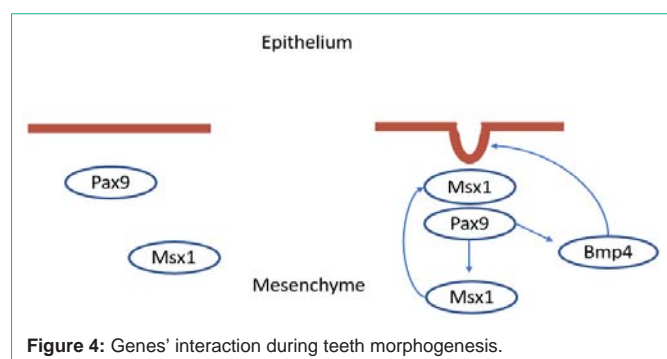 Epithelium
Pax9
Msx1
Msx1
Pax9
Bmp4
Msx1
Mesenchyme
Figure 4: Genes' interaction during teeth morphogenesis.